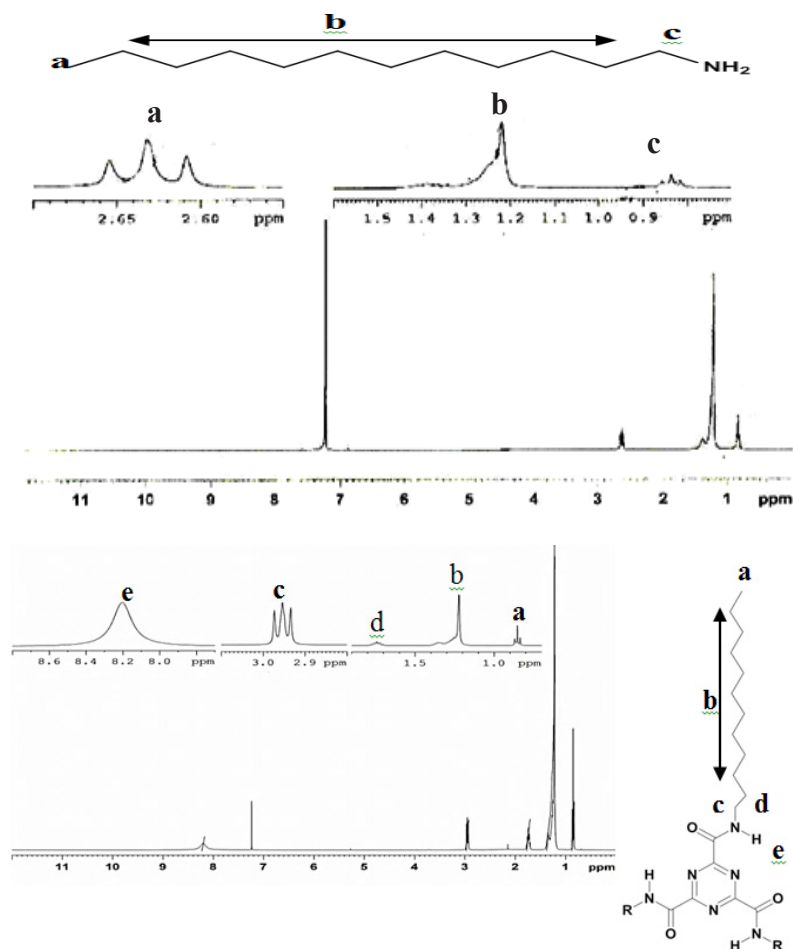 b
a
c
NH₂
a
b
c
2.65 2.60 ppm
1.5 1.4 1.3 1.2 1.1 1.0 0.9 ppm
11 10 9 8 7 6 5 4 3 2 1 ppm
e
c
b
d
a
8.6 8.4 8.2 8.0 ppm
3.0 2.9 ppm
1.5 1.0 ppm
11 10 9 8 7 6 5 4 3 2 1 ppm
a
b
c d
O N H
e
N N
N
H O
R N
O
O
N R
H